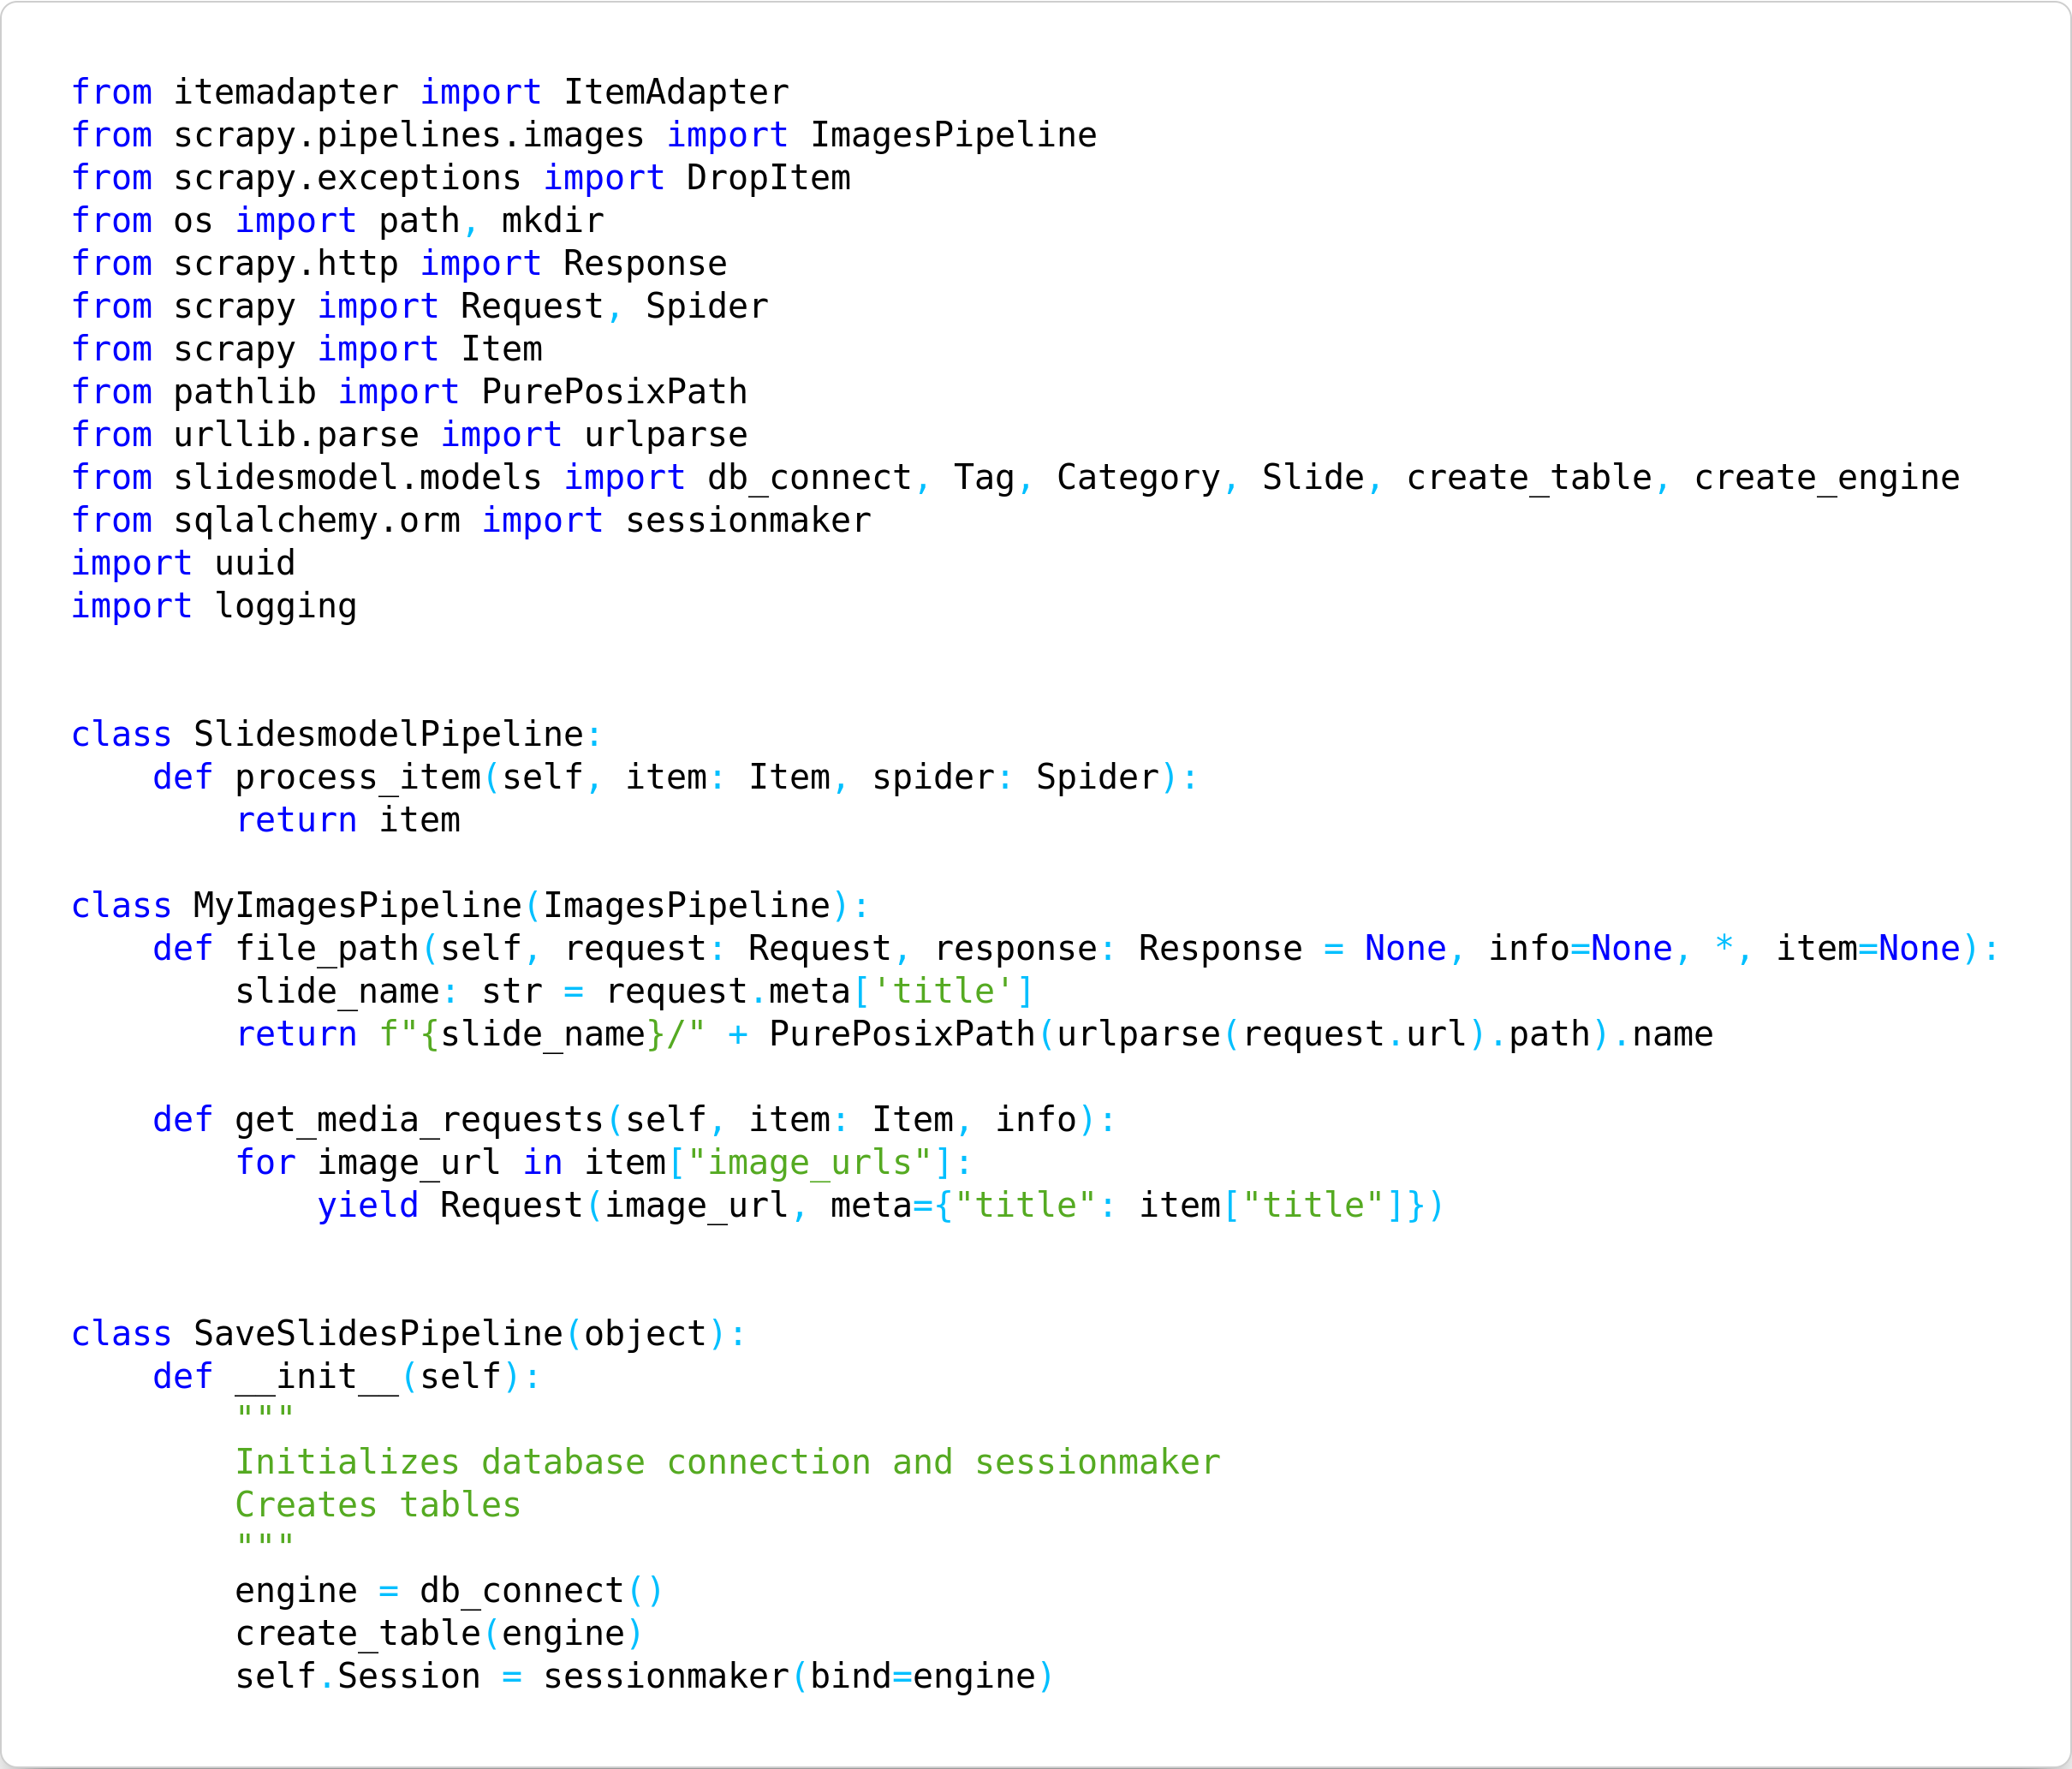 from itemadapter import ItemAdapter
from scrapy.pipelines.images import ImagesPipeline
from scrapy.exceptions import DropItem
from os import path, mkdir
from scrapy.http import Response
from scrapy import Request, Spider
from scrapy import Item
from pathlib import PurePosixPath
from urllib.parse import urlparse
from slidesmodel.models import db_connect, Tag, Category, Slide, create_table, create_engine
from sqlalchemy.orm import sessionmaker
import uuid
import logging


class SlidesmodelPipeline:
    def process_item(self, item: Item, spider: Spider):
        return item

class MyImagesPipeline(ImagesPipeline):
    def file_path(self, request: Request, response: Response = None, info=None, *, item=None):
        slide_name: str = request.meta['title']
        return f"{slide_name}/" + PurePosixPath(urlparse(request.url).path).name

    def get_media_requests(self, item: Item, info):
        for image_url in item["image_urls"]:
            yield Request(image_url, meta={"title": item["title"]})


class SaveSlidesPipeline(object):
    def __init__(self):
        """
        Initializes database connection and sessionmaker
        Creates tables
        """
        engine = db_connect()
        create_table(engine)
        self.Session = sessionmaker(bind=engine)